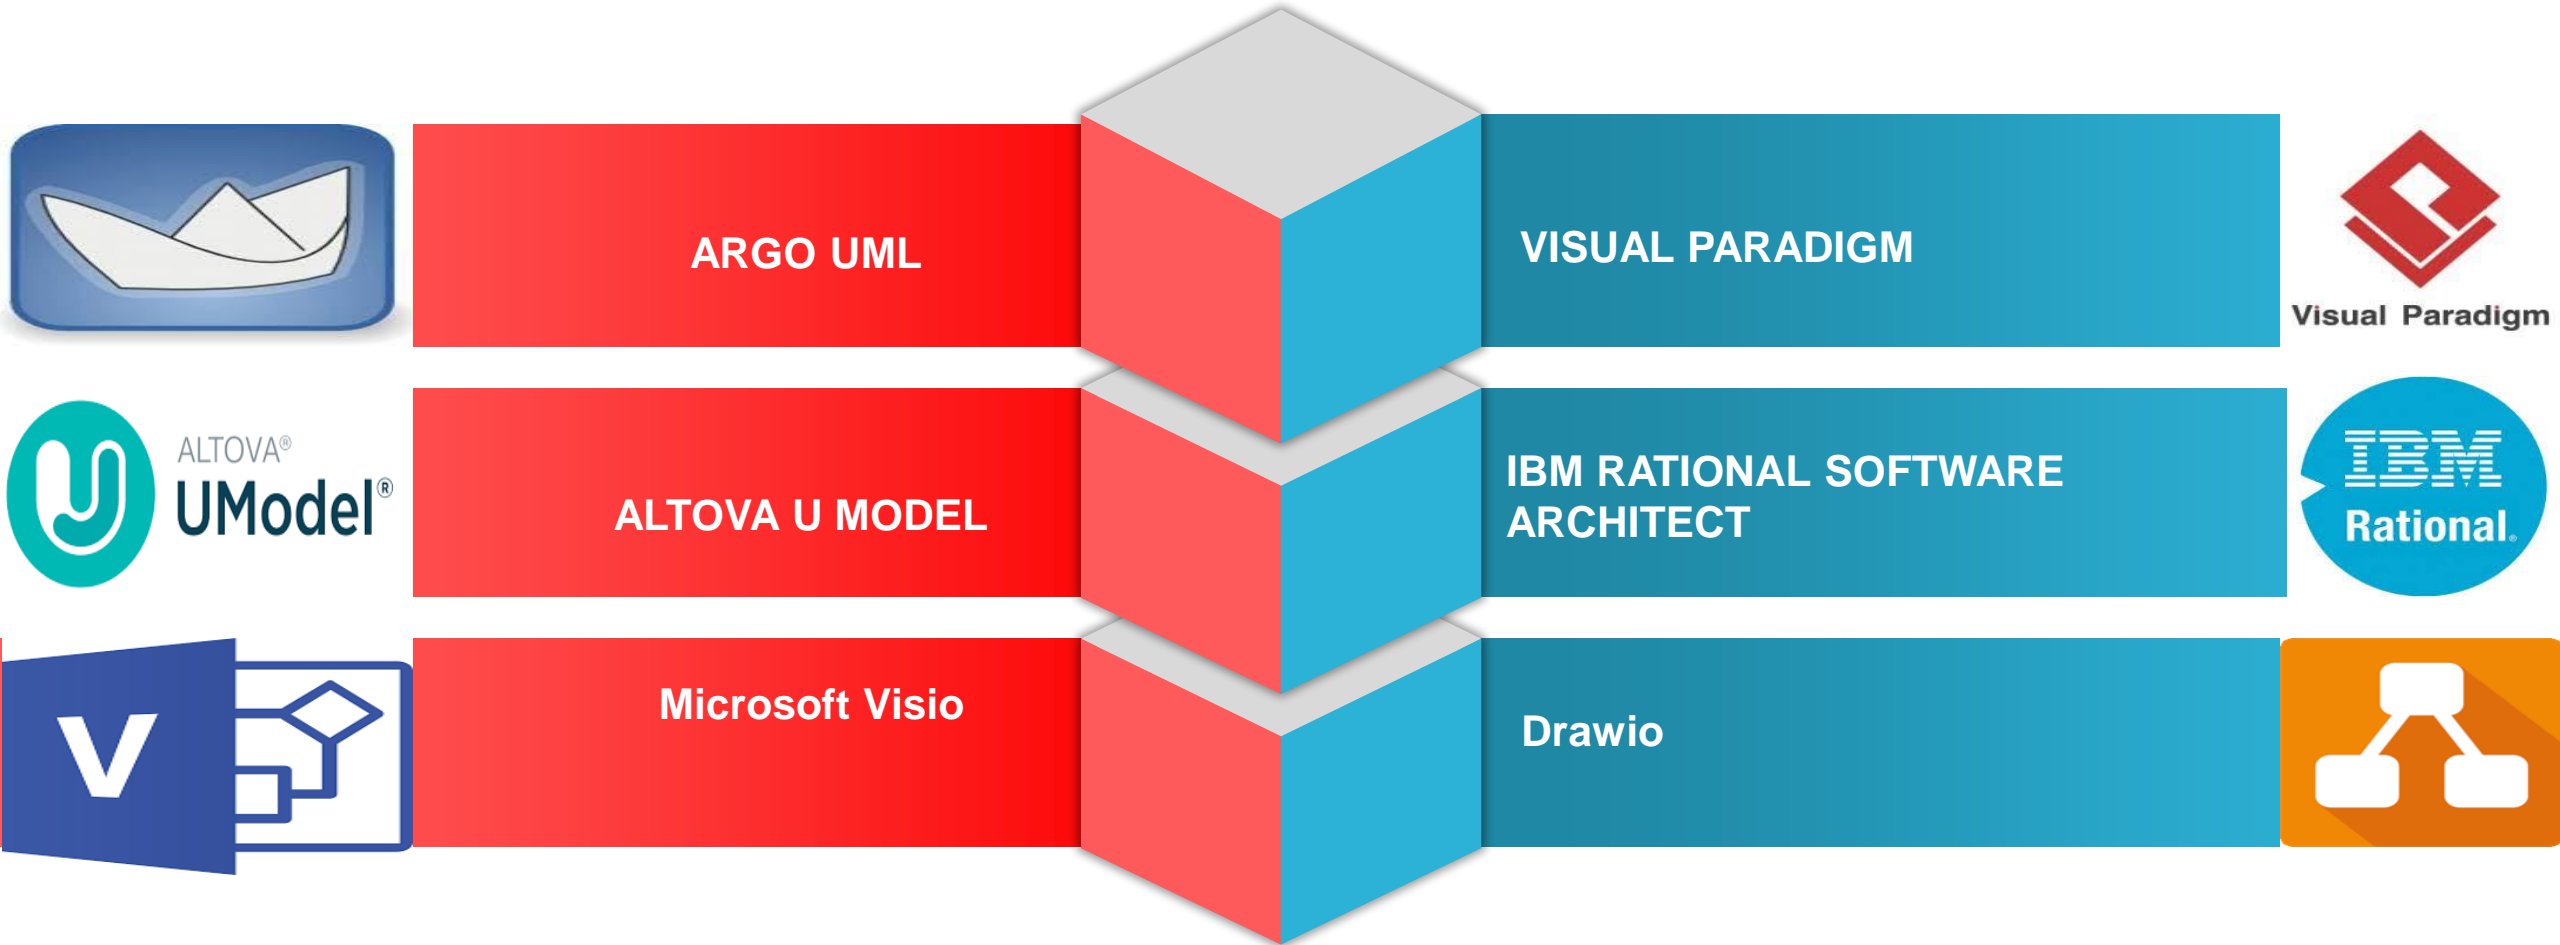 ARGO UML
VISUAL PARADIGM
Visual Paradigm
ALTOVA®
UModel®
ALTOVA U MODEL
IBM RATIONAL SOFTWARE
ARCHITECT
IBM
Rational®
V
Microsoft Visio
Drawio